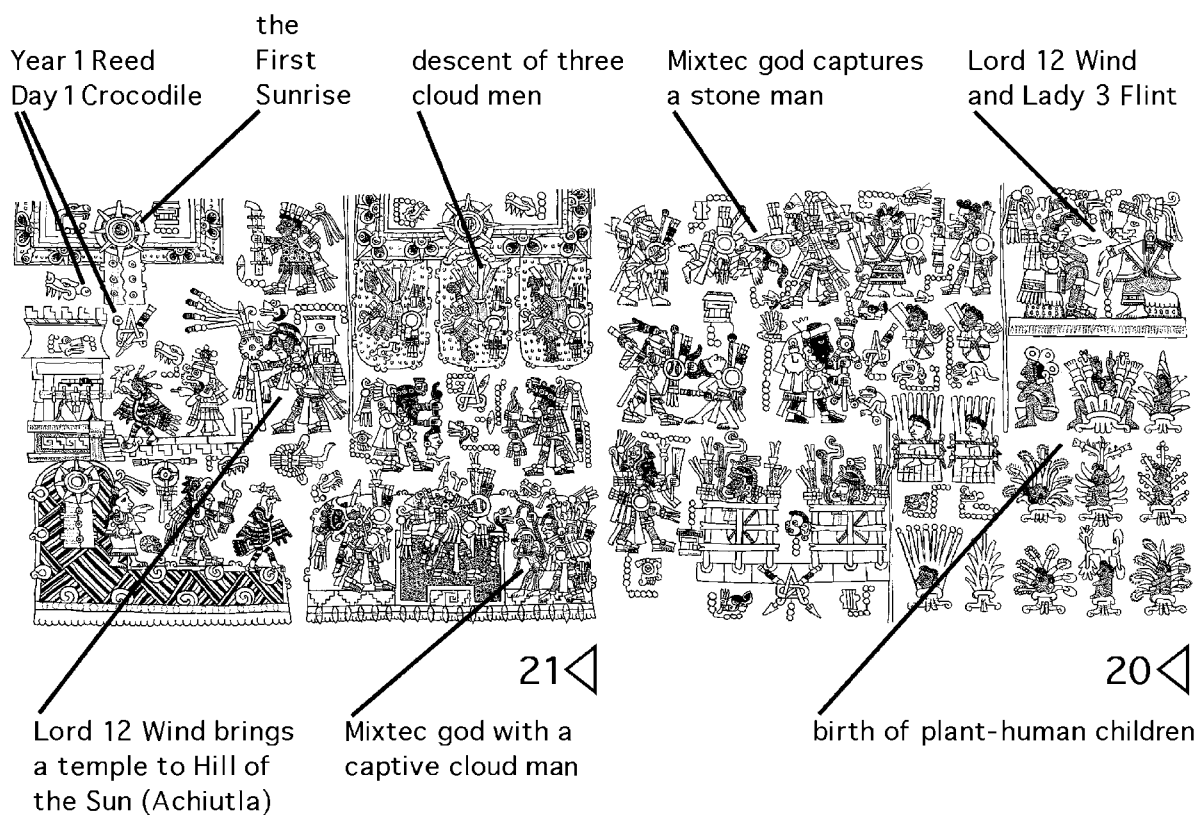 Year 1 Reed
Day 1 Crocodile
the
First
Sunrise
descent of three
cloud men
Mixtec god captures
a stone man
Lord 12 Wind
and Lady 3 Flint
21
20
Lord 12 Wind brings
a temple to Hill of
the Sun (Achiutla)
Mixtec god with a
captive cloud man
birth of plant-human children